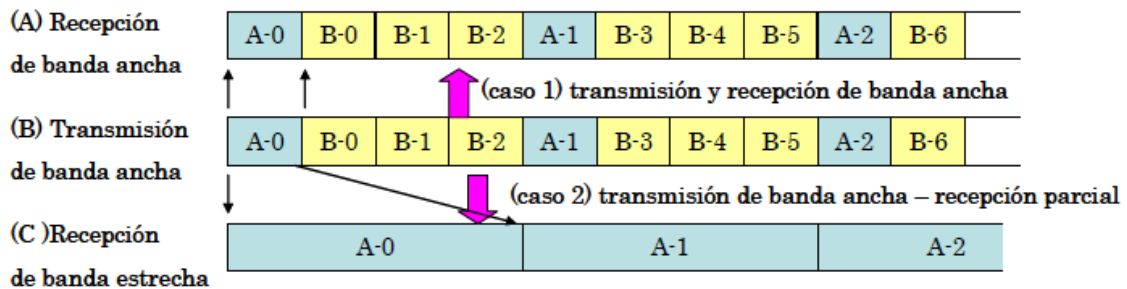 (A) Recepción
de banda ancha
A-0 B-0 B-1 B-2 A-1 B-3 B-4 B-5 A-2 B-6
(caso 1) transmisión y recepción de banda ancha
(B) Transmisión
de banda ancha
A-0 B-0 B-1 B-2 A-1 B-3 B-4 B-5 A-2 B-6
(caso 2) transmisión de banda ancha – recepción parcial
(C )Recepción
de banda estrecha
A-0 A-1 A-2